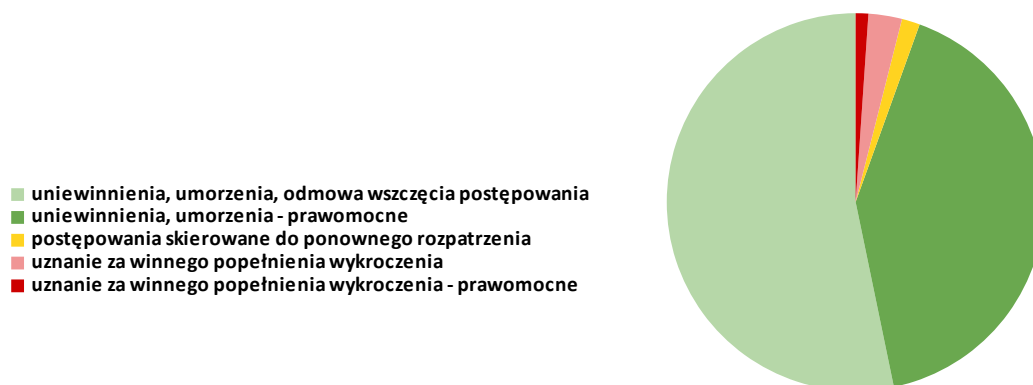 uniewinnienia, umorzenia, odmowa wszczęcia postępowania
uniewinnienia, umorzenia - prawomocne
postępowania skierowane do ponownego rozpatrzenia
uznanie za winnego popełnienia wykroczenia
uznanie za winnego popełnienia wykroczenia - prawomocne